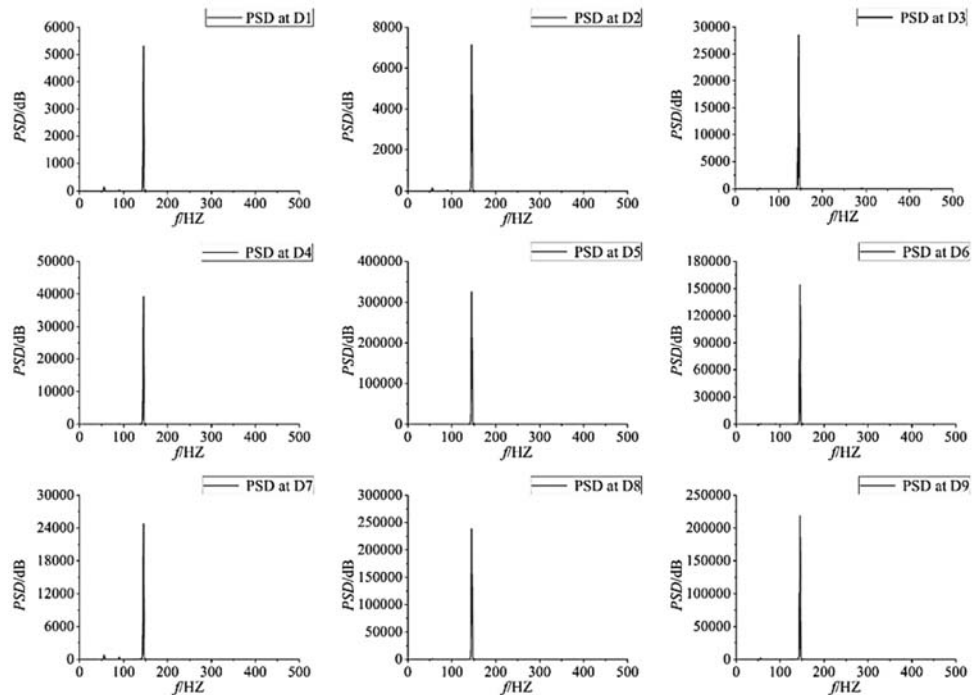 PSD at D1
PSD/dB
6000
5000
4000
3000
2000
1000
0
0 100 200 300 400 500
f/HZ
PSD at D2
PSD/dB
8000
6000
4000
2000
0
0 100 200 300 400 500
f/HZ
PSD at D3
PSD/dB
30000
25000
20000
15000
10000
5000
0
0 100 200 300 400 500
f/HZ
PSD at D4
PSD/dB
50000
40000
30000
20000
10000
0
0 100 200 300 400 500
f/HZ
PSD at D5
PSD/dB
400000
300000
200000
100000
0
0 100 200 300 400 500
f/HZ
PSD at D6
PSD/dB
180000
150000
120000
90000
60000
30000
0
0 100 200 300 400 500
f/HZ
PSD at D7
PSD/dB
30000
24000
18000
12000
6000
0
0 100 200 300 400 500
f/HZ
PSD at D8
PSD/dB
300000
250000
200000
150000
100000
50000
0
0 100 200 300 400 500
f/HZ
PSD at D9
PSD/dB
250000
200000
150000
100000
50000
0
0 100 200 300 400 500
f/HZ